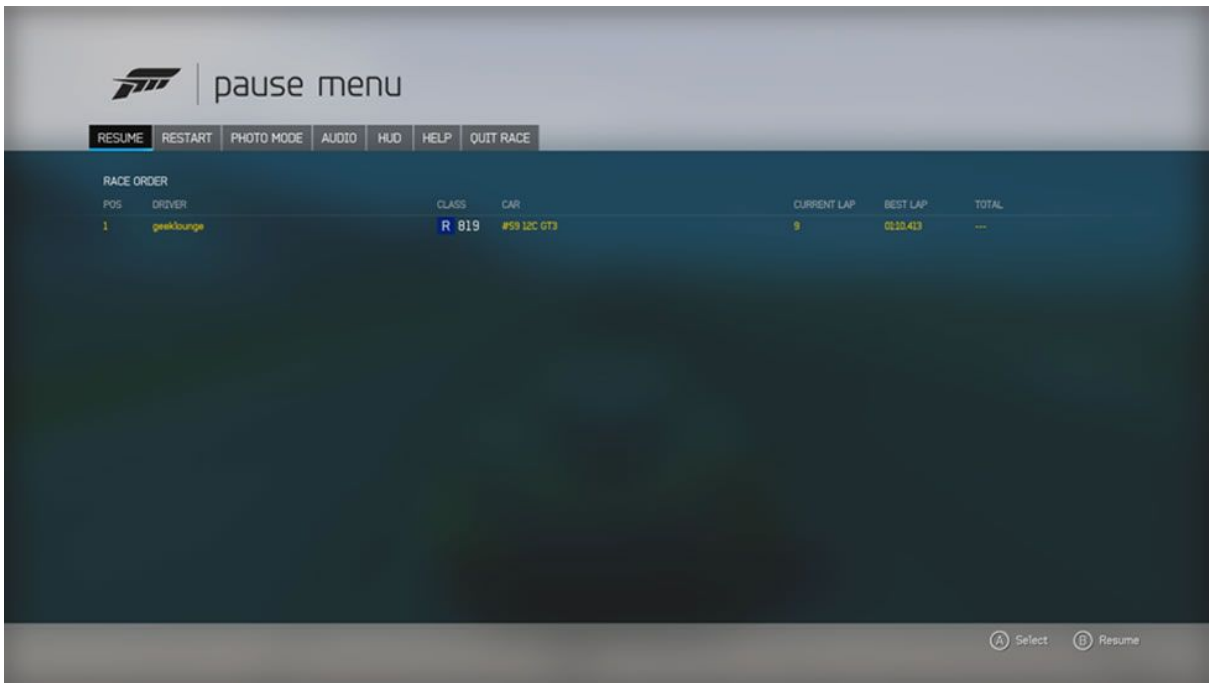 pause menu
RESUME RESTART PHOTO MODE AUDIO HUD HELP QUIT RACE
RACE ORDER
POS DRIVER CLASS CAR CURRENT LAP BEST LAP TOTAL
1 geeklounge R 819 #59 12C GT3 9 01:10.413 ---
A Select B Resume